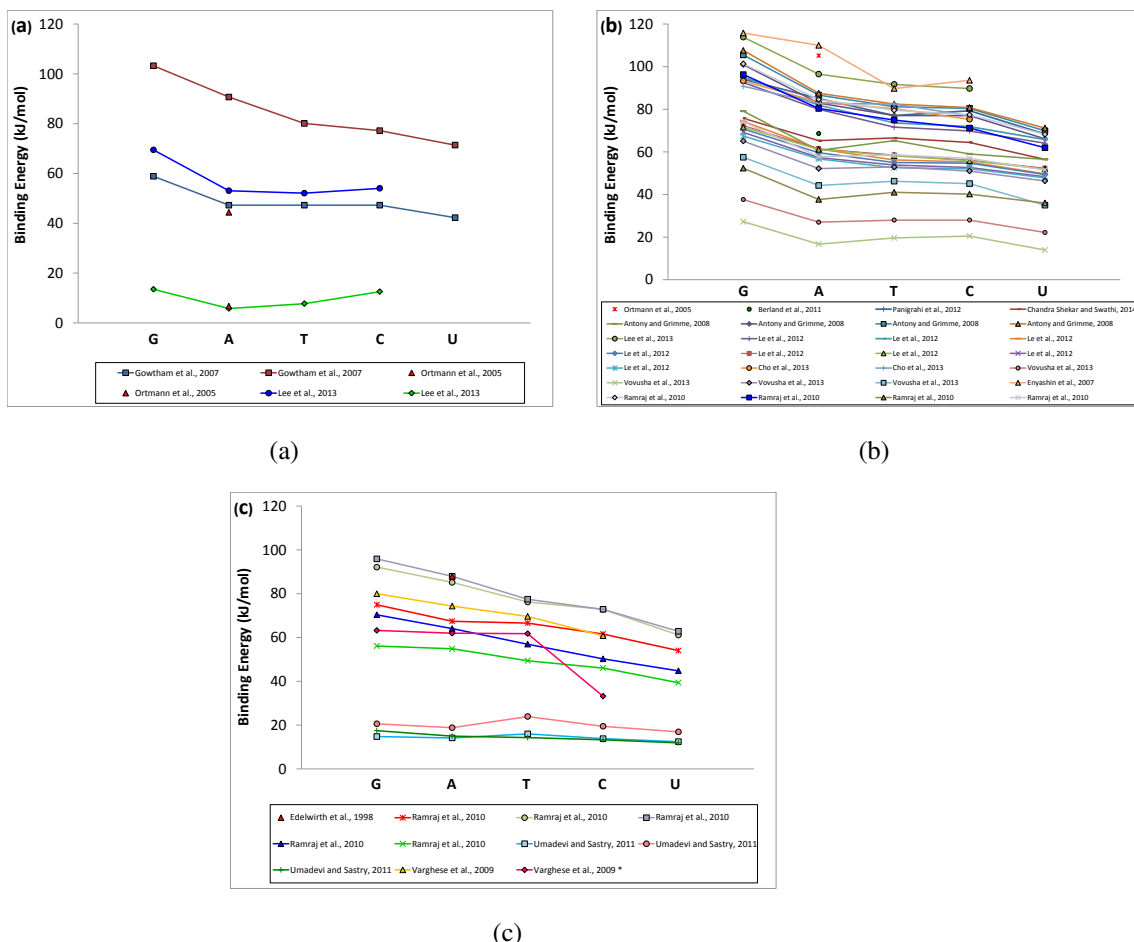 (a)
Binding Energy (kJ/mol)
120
100
80
60
40
20
0
G A T C U
Gowtham et al., 2007 Gowtham et al., 2007 Ortmann et al., 2005
Ortmann et al., 2005 Lee et al., 2013 Lee et al., 2013
(a)
(b)
Binding Energy (kJ/mol)
120
100
80
60
40
20
0
G A T C U
Ortmann et al., 2005 Berland et al., 2011 Panigrahi et al., 2012 Chandra Shekar and Swathi, 2014
Antony and Grimme, 2008 Antony and Grimme, 2008 Antony and Grimme, 2008 Antony and Grimme, 2008
Lee et al., 2013 Le et al., 2012 Le et al., 2012 Le et al., 2012
Le et al., 2012 Le et al., 2012 Le et al., 2012 Le et al., 2012
Le et al., 2012 Cho et al., 2013 Cho et al., 2013 Vovusha et al., 2013
Vovusha et al., 2013 Vovusha et al., 2013 Vovusha et al., 2013 Enyashin et al., 2007
Ramraj et al., 2010 Ramraj et al., 2010 Ramraj et al., 2010 Ramraj et al., 2010
(b)
(c)
Binding Energy (kJ/mol)
120
100
80
60
40
20
0
G A T C U
Edelwirth et al., 1998 Ramraj et al., 2010 Ramraj et al., 2010 Ramraj et al., 2010
Ramraj et al., 2010 Ramraj et al., 2010 Umadevi and Sastry, 2011 Umadevi and Sastry, 2011
Umadevi and Sastry, 2011 Varghese et al., 2009 Varghese et al., 2009 *
(c)